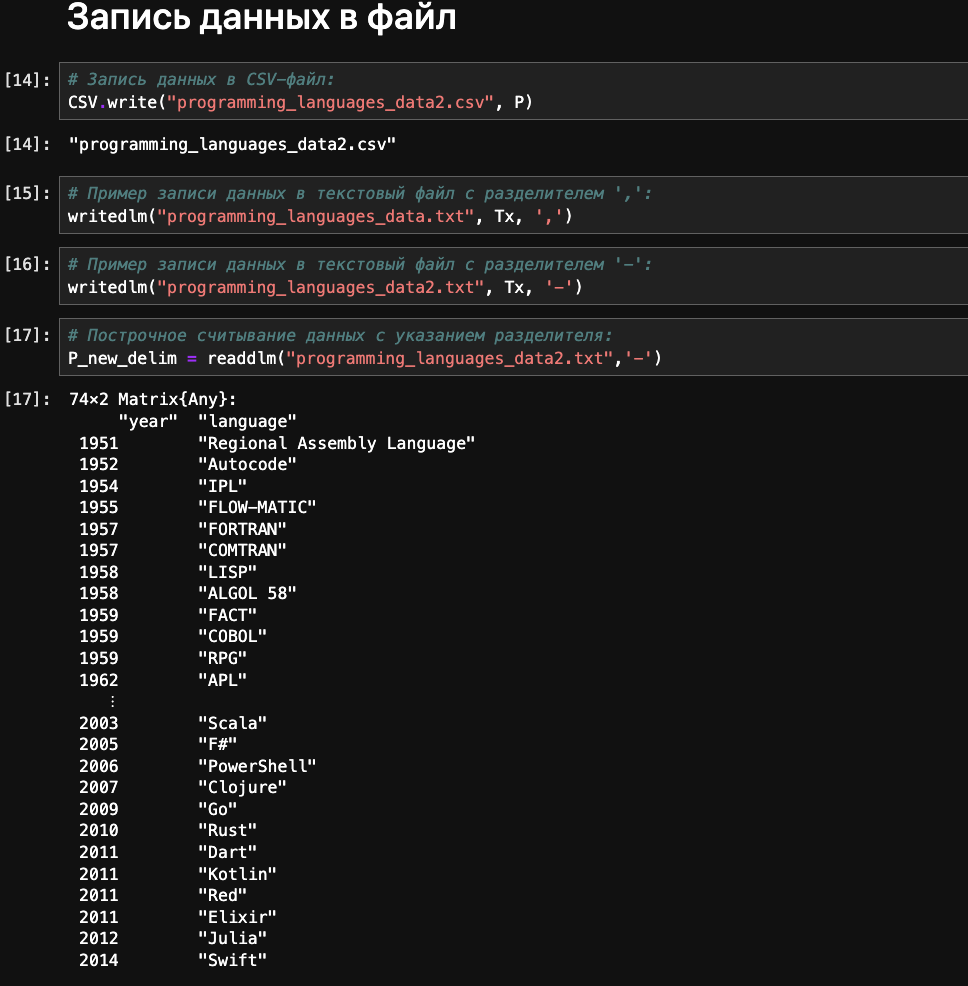 Запись данных в файл
[14]: # Запись данных в CSV-файл:
CSV.write("programming_languages_data2.csv", P)
[14]: "programming_languages_data2.csv"
[15]: # Пример записи данных в текстовый файл с разделителем ',':
writedlm("programming_languages_data.txt", Tx, ',')
[16]: # Пример записи данных в текстовый файл с разделителем '-':
writedlm("programming_languages_data2.txt", Tx, '-')
[17]: # Построчное считывание данных с указанием разделителя:
P_new_delim = readdlm("programming_languages_data2.txt",'-')
[17]: 74×2 Matrix{Any}:
"year" "language"
1951 "Regional Assembly Language"
1952 "Autocode"
1954 "IPL"
1955 "FLOW-MATIC"
1957 "FORTRAN"
1957 "COMTRAN"
1958 "LISP"
1958 "ALGOL 58"
1959 "FACT"
1959 "COBOL"
1959 "RPG"
1962 "APL"
⋮
2003 "Scala"
2005 "F#"
2006 "PowerShell"
2007 "Clojure"
2009 "Go"
2010 "Rust"
2011 "Dart"
2011 "Kotlin"
2011 "Red"
2011 "Elixir"
2012 "Julia"
2014 "Swift"